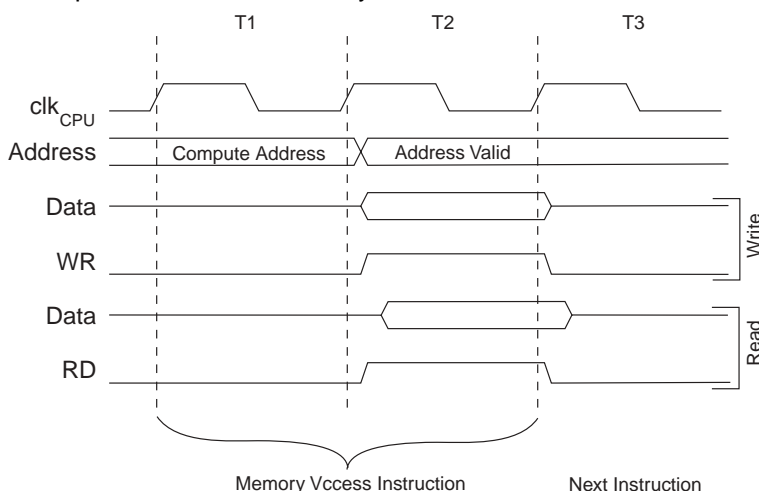 T1 T2 T3
clkCPU
Address Compute Address Address Valid
Data
WR
Write
Data
RD
Read
Memory Vccess Instruction Next Instruction